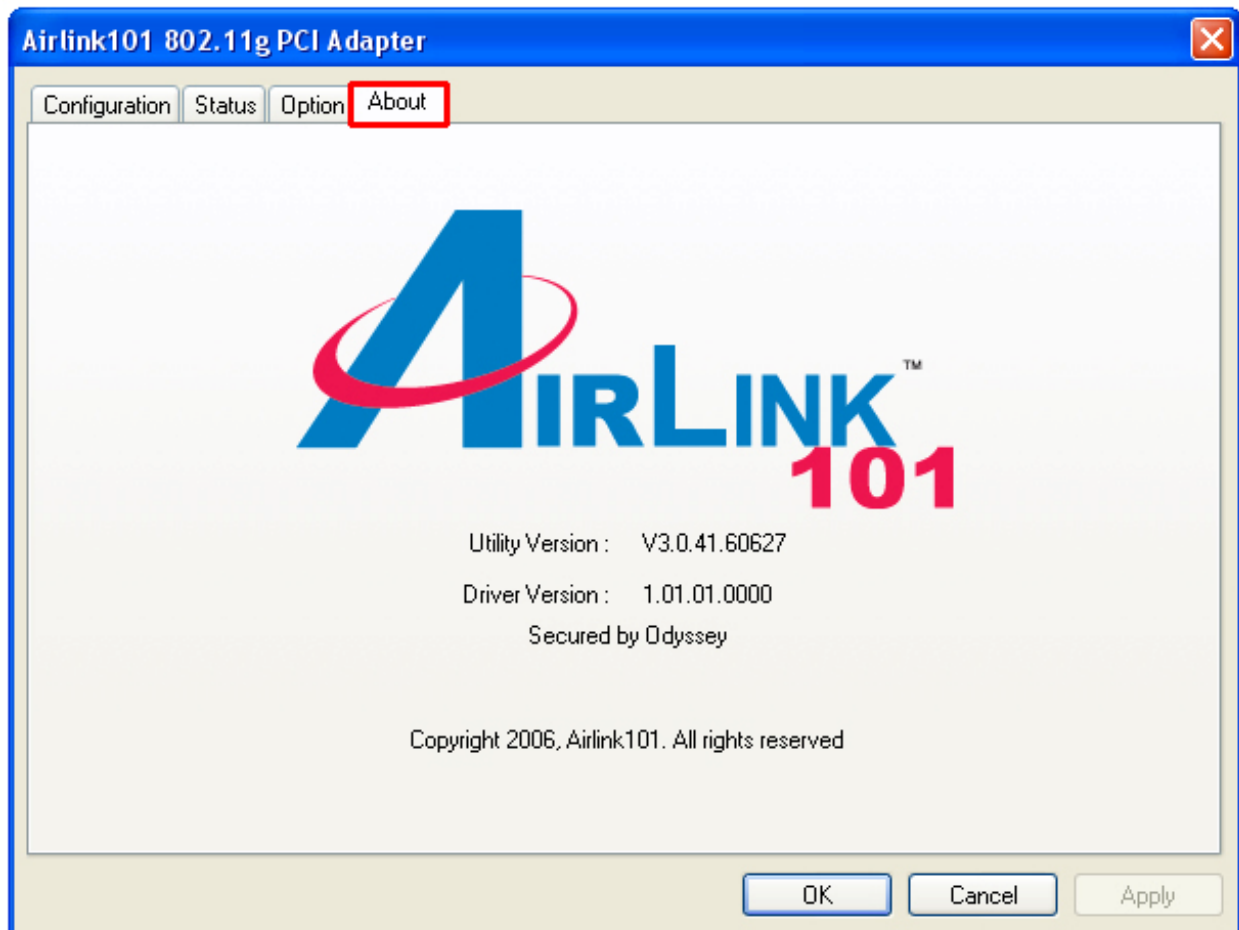 Airlink101 802.11g PCI Adapter
Configuration Status Option About
AIRLINK™
101
Utility Version : V3.0.41.60627
Driver Version : 1.01.01.0000
Secured by Odyssey
Copyright 2006, Airlink101. All rights reserved
OK Cancel Apply